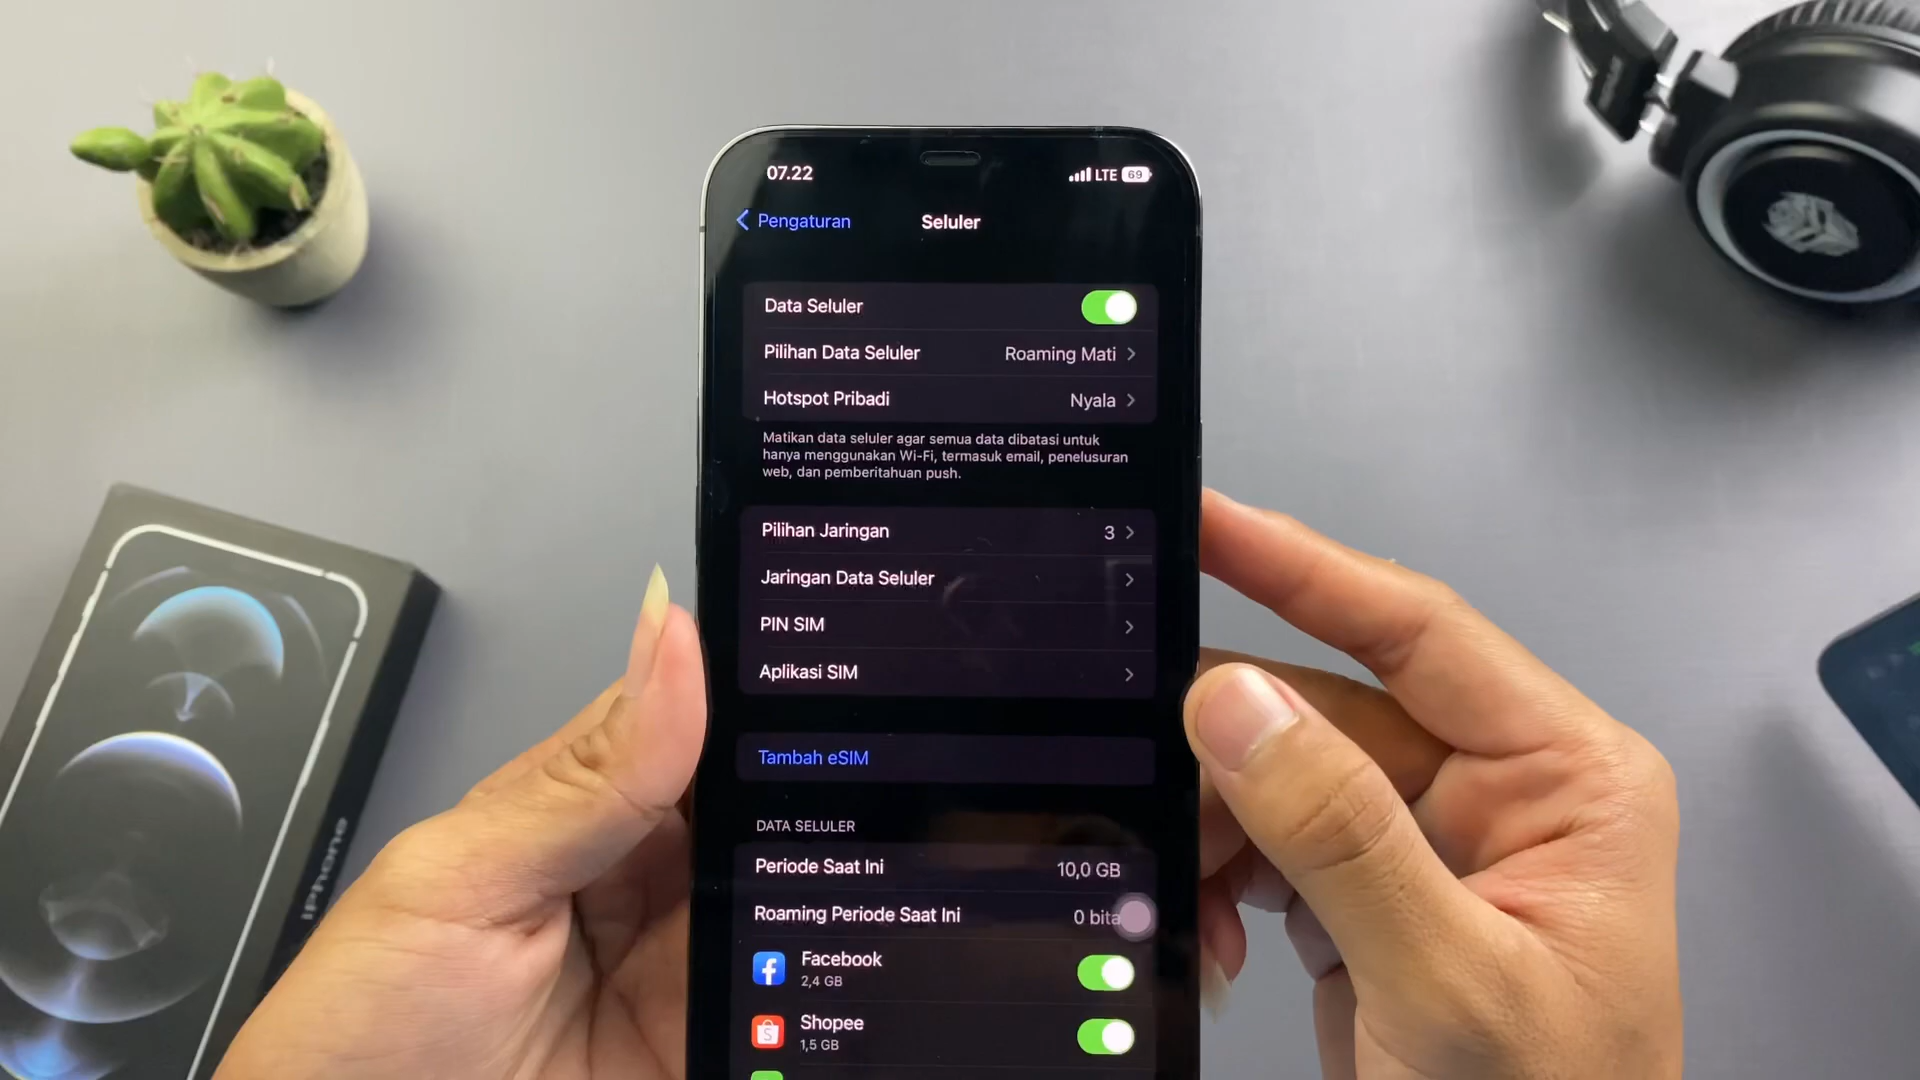 07.22
LTE 69
Pengaturan
Seluler
Data Seluler
Pilihan Data Seluler Roaming Mati
Hotspot Pribadi Nyala
Matikan data seluler agar semua data dibatasi untuk
hanya menggunakan Wi-Fi, termasuk email, penelusuran
web, dan pemberitahuan push.
Pilihan Jaringan 3
Jaringan Data Seluler
PIN SIM
Aplikasi SIM
Tambah eSIM
DATA SELULER
Periode Saat Ini 10,0 GB
Roaming Periode Saat Ini 0 bita
Facebook
2,4 GB
Shopee
1,5 GB
iPhone